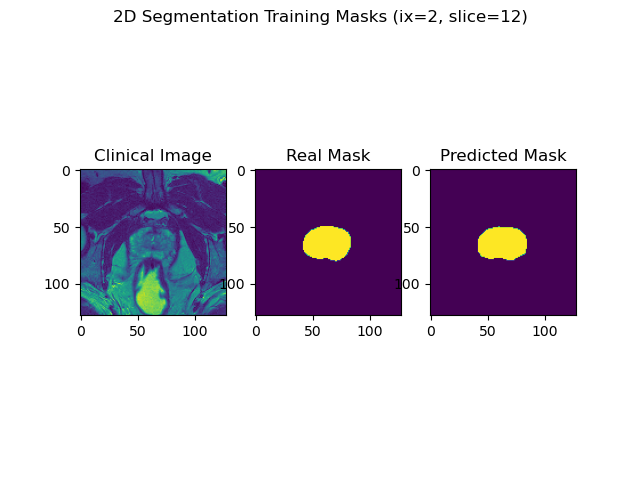 2D Segmentation Training Masks (ix=2, slice=12)
Clinical Image Real Mask Predicted Mask
0 0 0
50 50 50
100 100 100
0 50 100 0 50 100 0 50 100